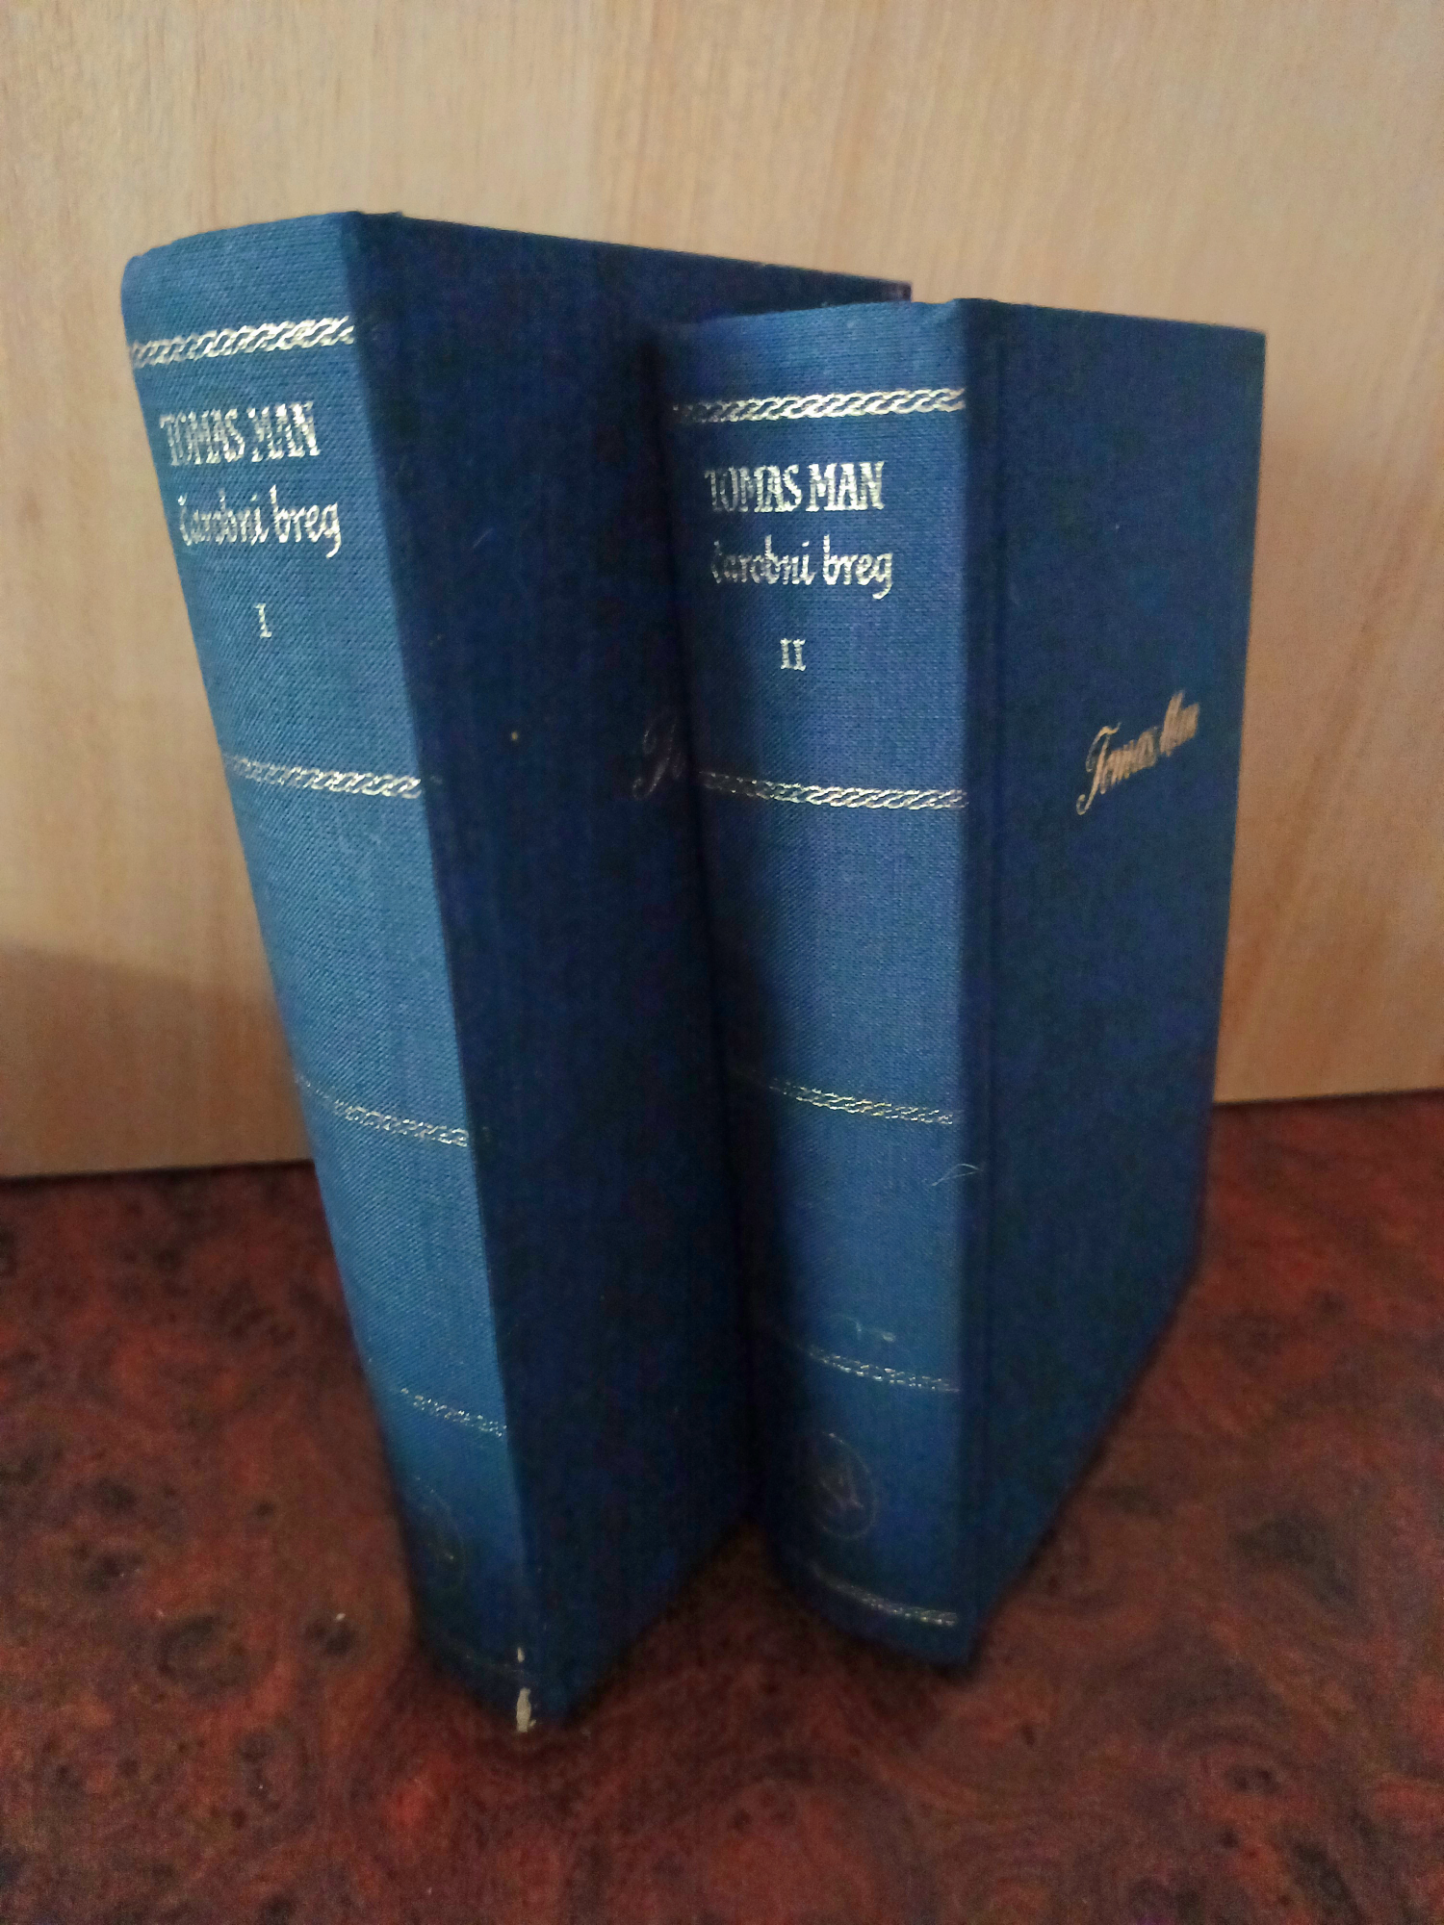 TOMAS MAN
čarobni breg
I
TOMAS MAN
čarobni breg
II
Tomas Man